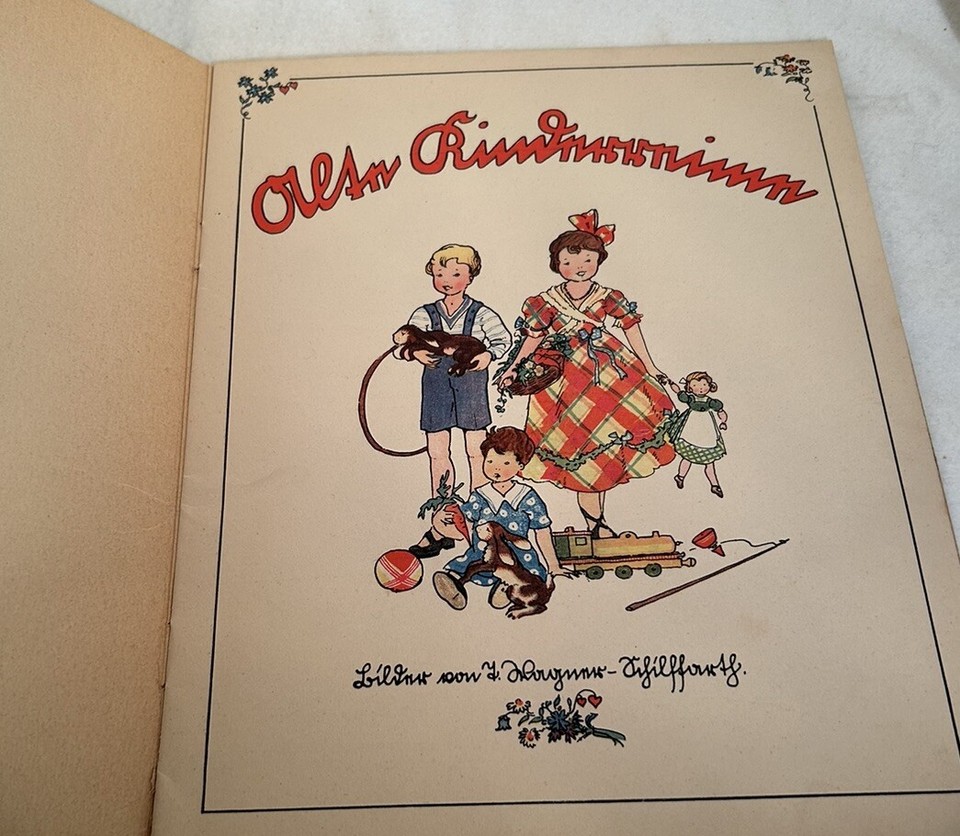 Alte Kinderreime
Bilder von I. Wagner-Schilffarth.